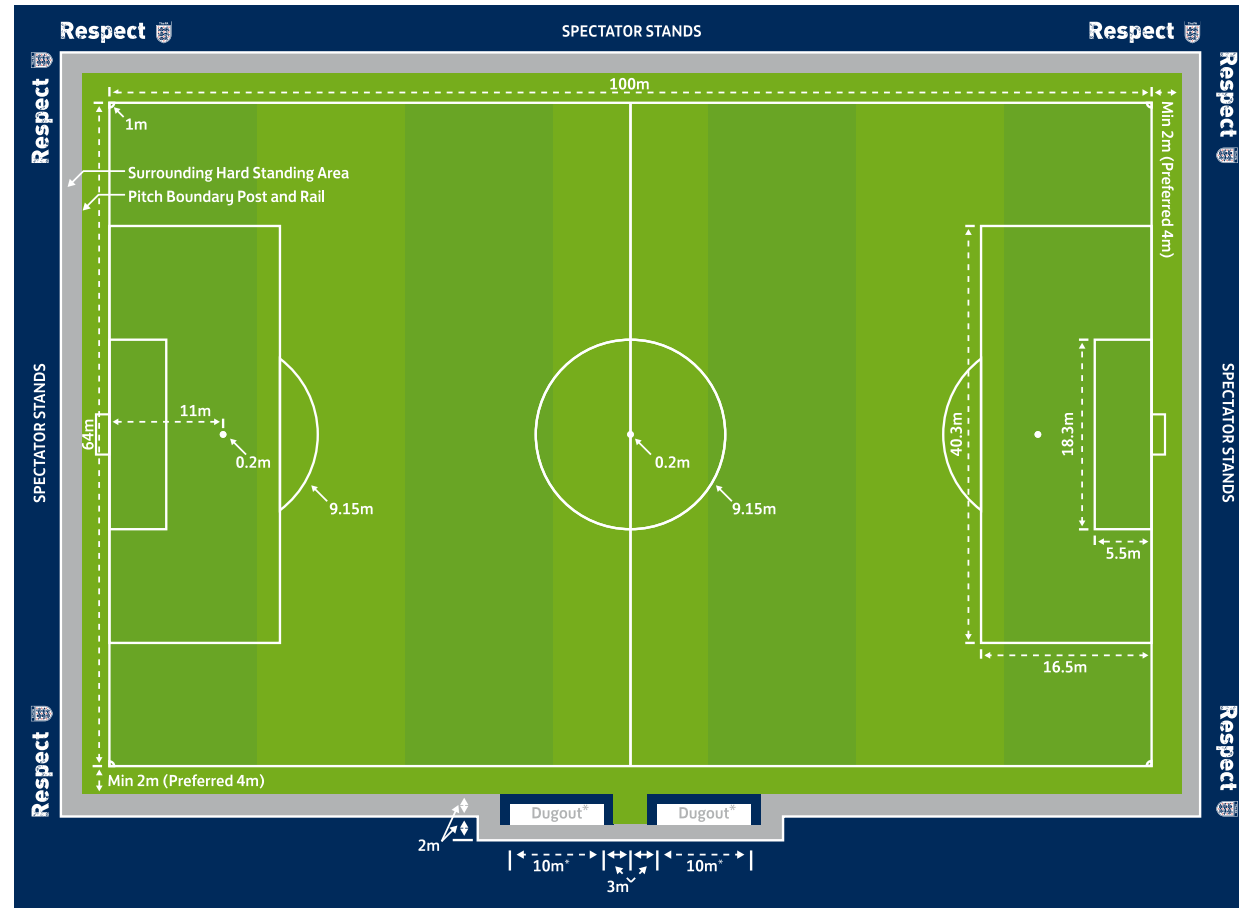 Respect
SPECTATOR STANDS
Respect
Respect
Respect
100m
1m
Min 2m (Preferred 4m)
Surrounding Hard Standing Area
Pitch Boundary Post and Rail
SPECTATOR STANDS
64m
11m
0.2m
9.15m
0.2m
9.15m
40.3m
18.3m
5.5m
16.5m
SPECTATOR STANDS
Respect
Respect
Min 2m (Preferred 4m)
Dugout*
Dugout*
2m
10m*
3m
10m*